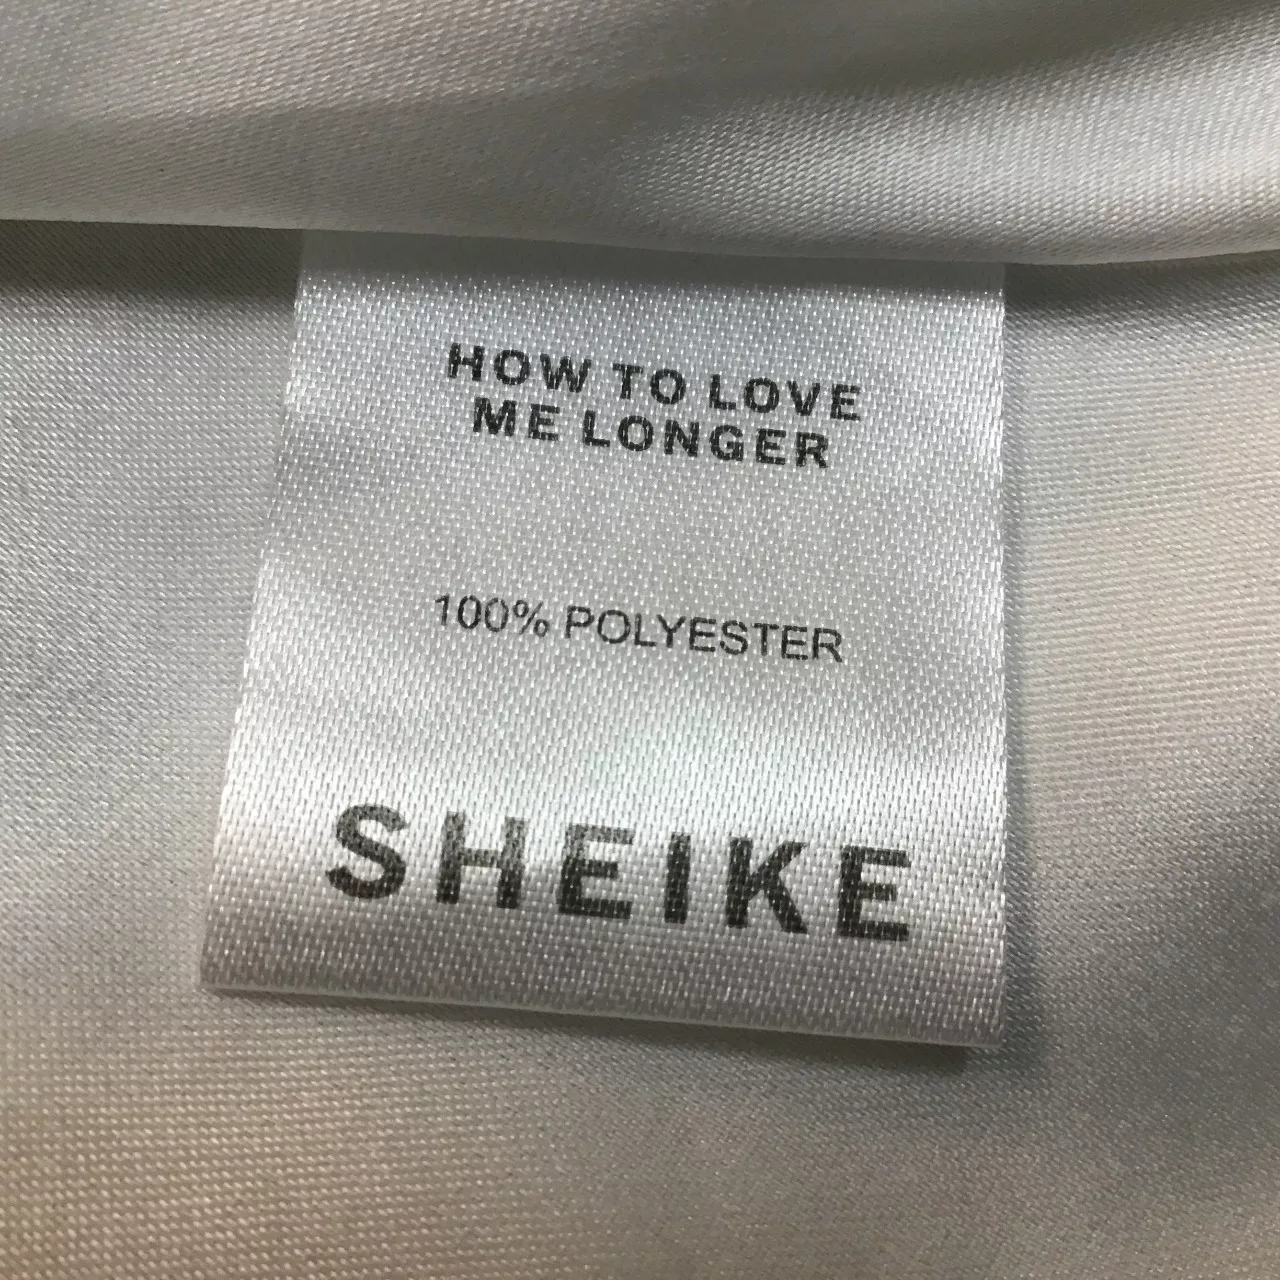 HOW TO LOVE
ME LONGER
100% POLYESTER
SHEIKE